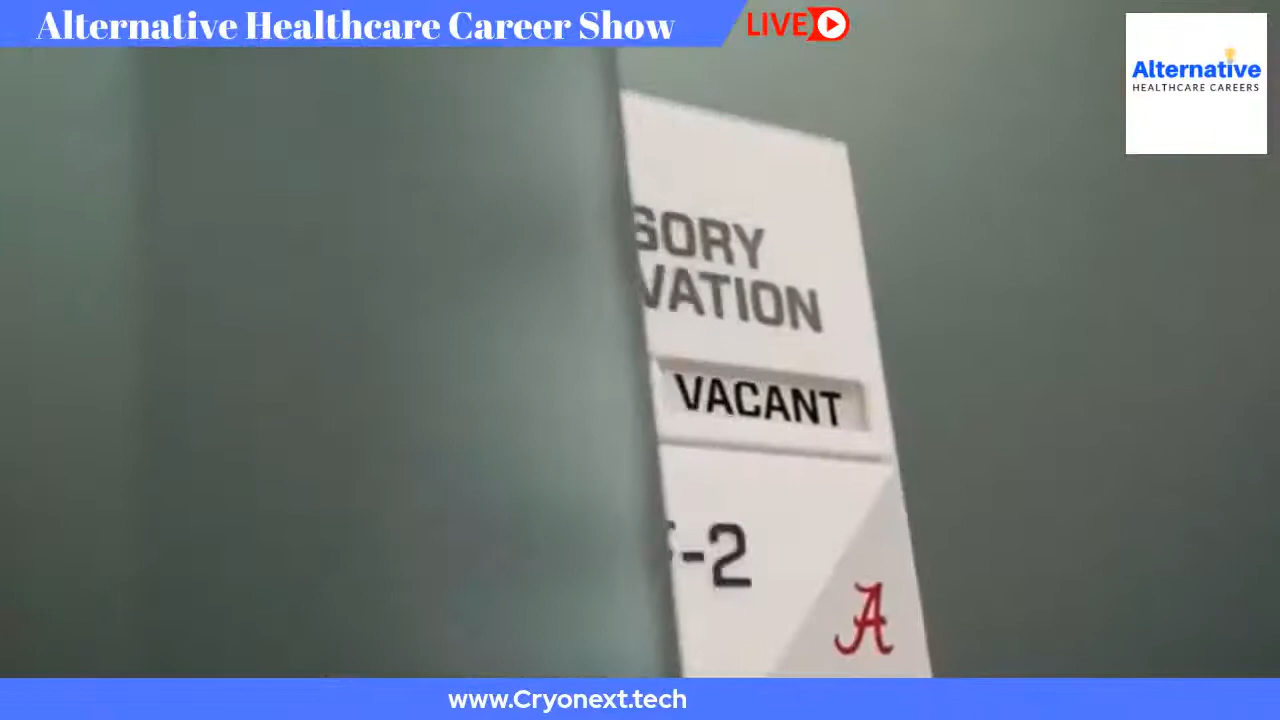 Alternative Healthcare Career Show
LIVE
Alternative
HEALTHCARE CAREERS
SORY
VATION
VACANT
-2
A
www.Cryonext.tech